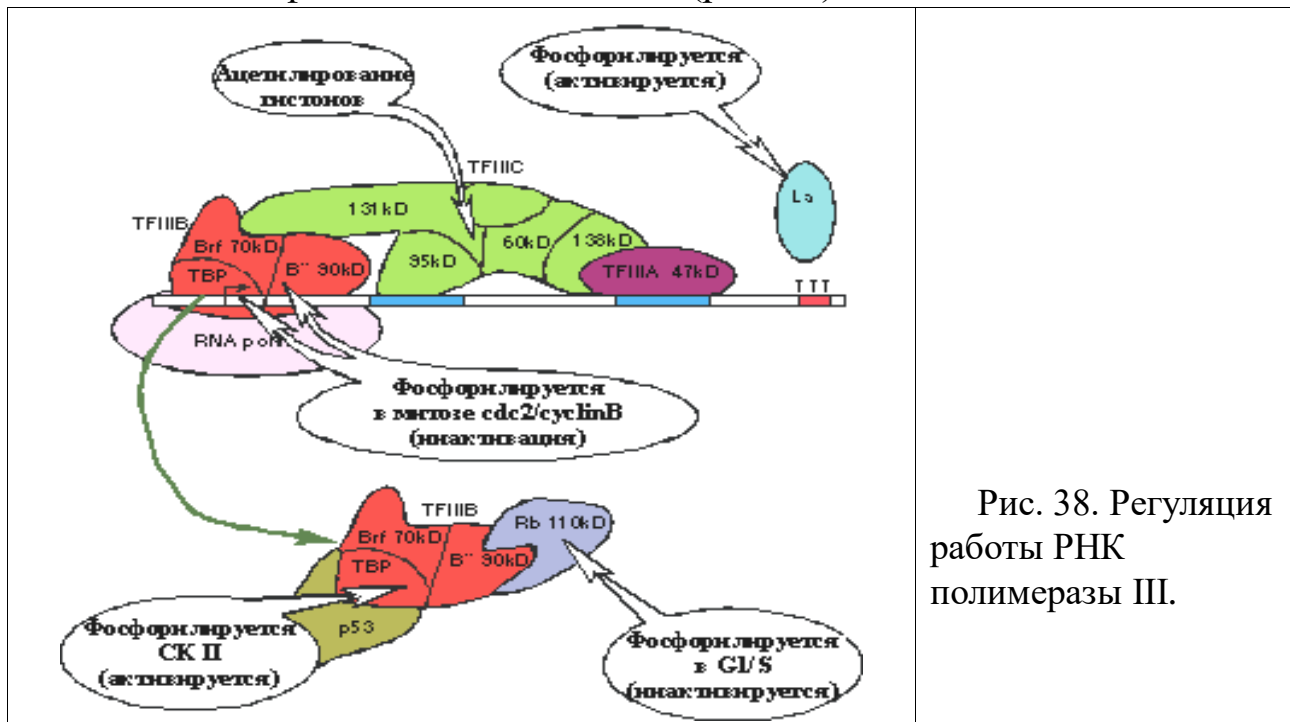 Ацетилирование
гистонов
Фосфорилируется
(активируется)
TFIIIC
La
TFIIIB
131kD
Brf 70kD
B'' 90kD
TBP
95kD
60kD
138kD
TFIIIA 47kD
T T T
RNA pol
Фосфорилируется
в митозе cdc2/cyclinB
(инактивация)
TFIIIB
Rb 110kD
Brf 70kD
B'' 90kD
TBP
p53
Фосфорилируется
CK II
(активируется)
Фосфорилируется
в G1/S
(инактивируется)
Рис. 38. Регуляция
работы РНК
полимеразы III.